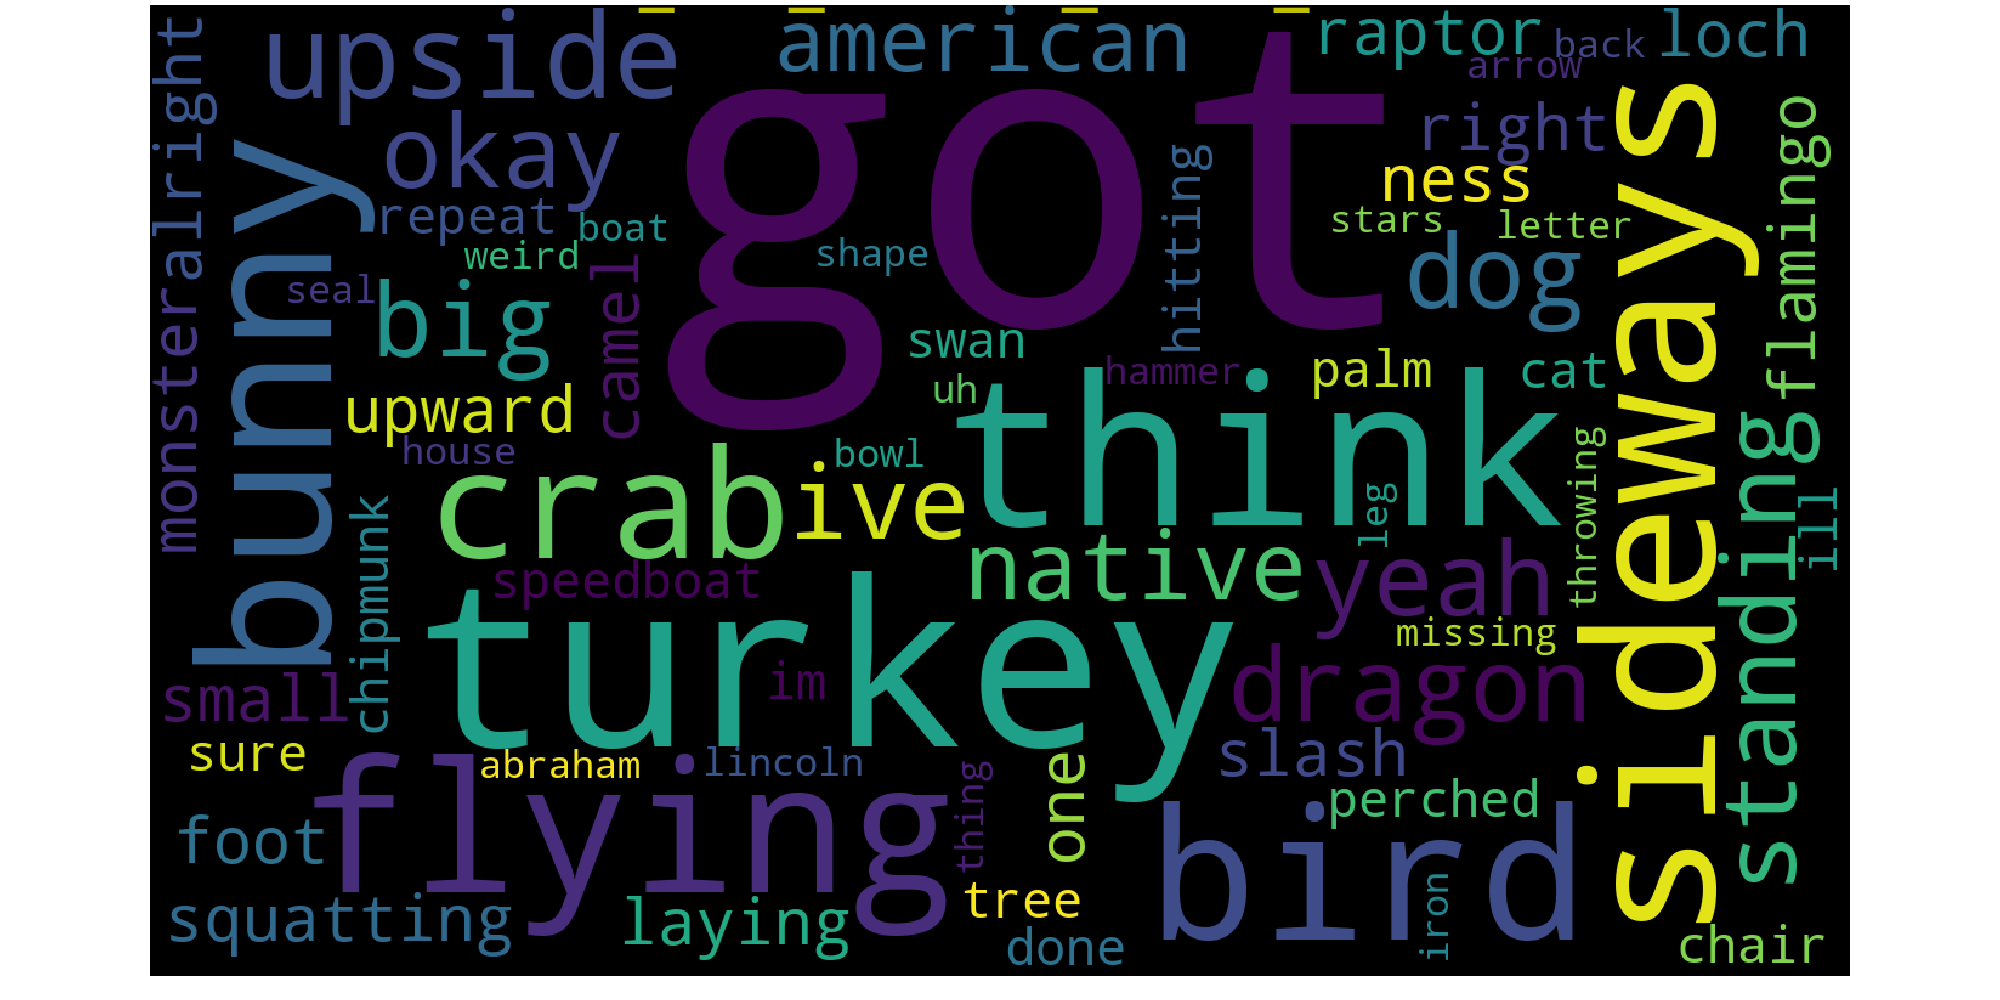 upside
american
raptor
back
loch
arrow
got
okay
right
ness
repeat
boat
stars
letter
weird
shape
dog
seal
big
camel
hitting
swan
hammer
palm
cat
uh
upward
house
think
crab
ive
bowl
leg
throwing
native
yeah
speedboat
missing
turkey
im
dragon
small
sure
abraham
lincoln
slash
flying
thing
one
perched
foot
bird
squatting
laying
tree
done
iron
chair
monster
alright
bunny
chipmunk
sideways
standing
flamingo
ill